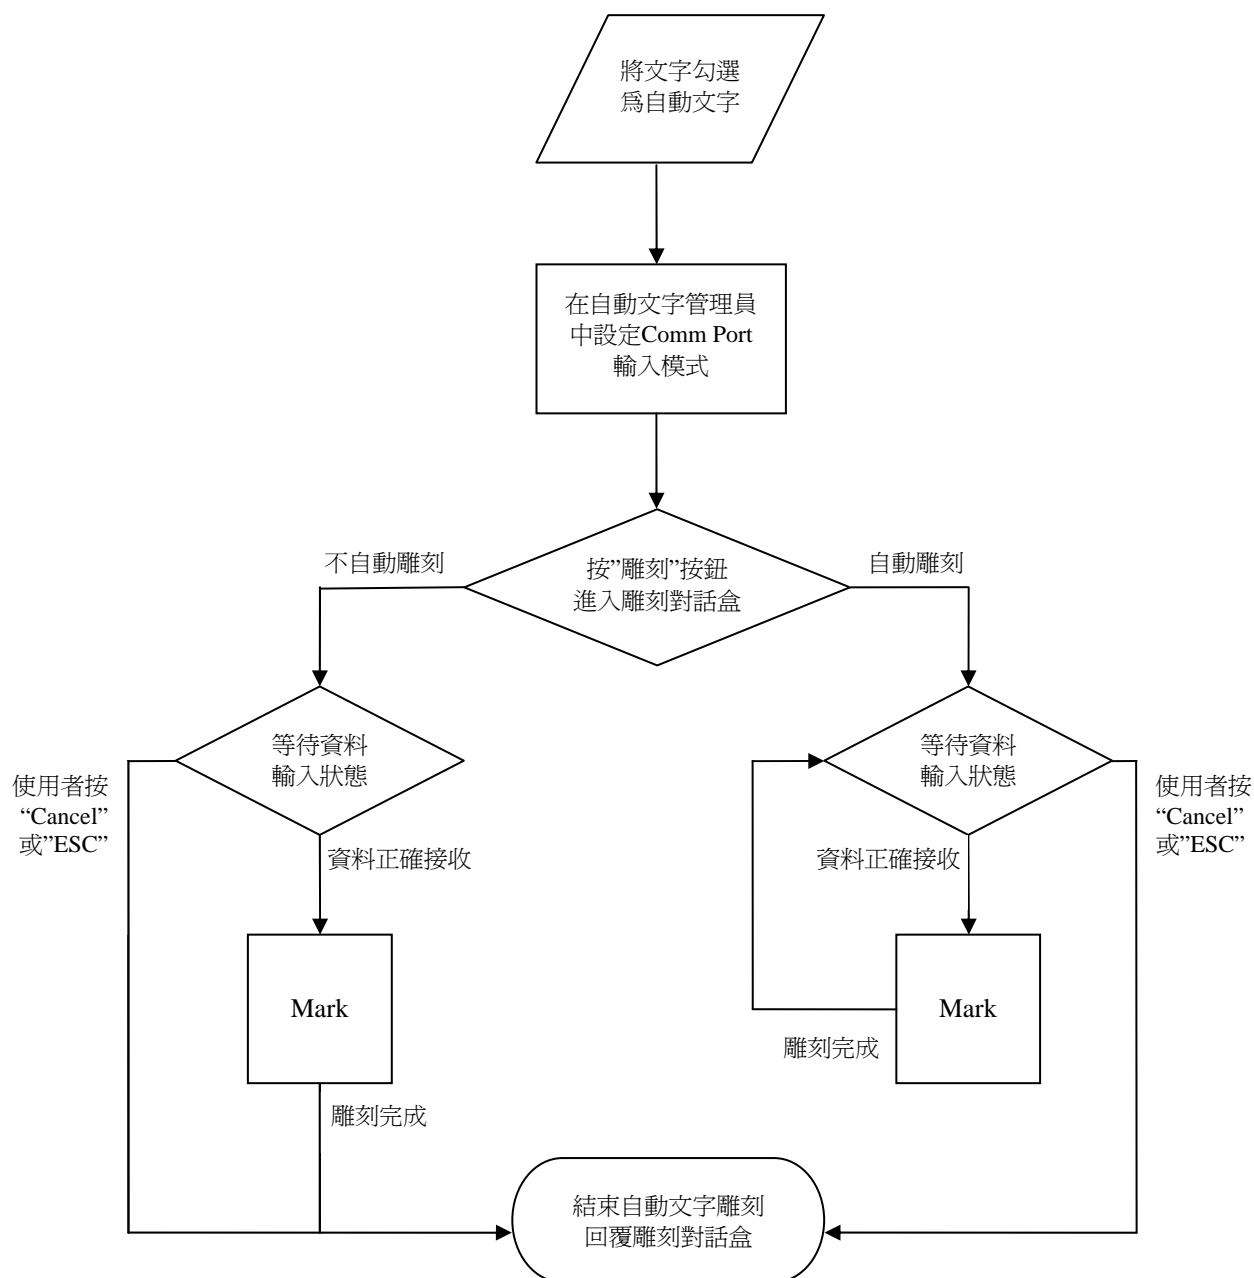 將文字勾選
為自動文字
在自動文字管理員
中設定Comm Port
輸入模式
不自動雕刻
按”雕刻”按鈕
進入雕刻對話盒
自動雕刻
等待資料
輸入狀態
等待資料
輸入狀態
使用者按
“Cancel”
或”ESC”
使用者按
“Cancel”
或”ESC”
資料正確接收
資料正確接收
Mark
Mark
雕刻完成
雕刻完成
結束自動文字雕刻
回覆雕刻對話盒